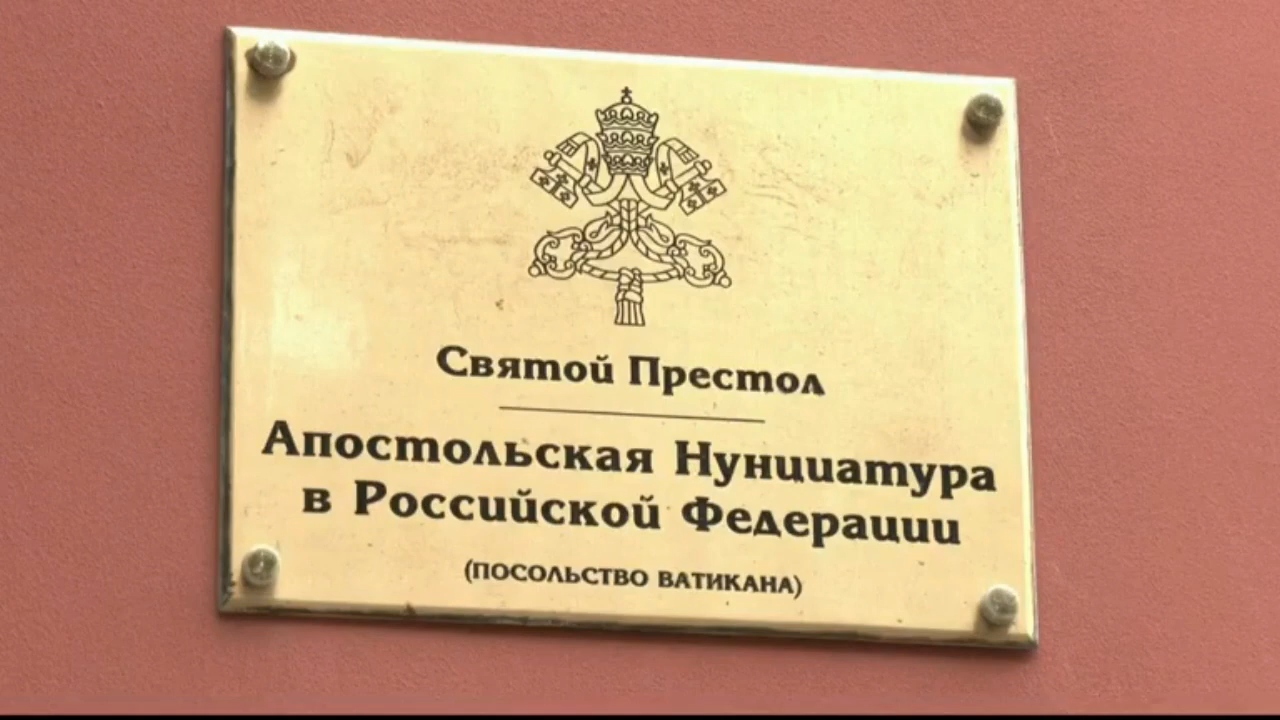 Святой Престол
Апостольская Нунциатура
в Российской Федерации
(ПОСОЛЬСТВО ВАТИКАНА)